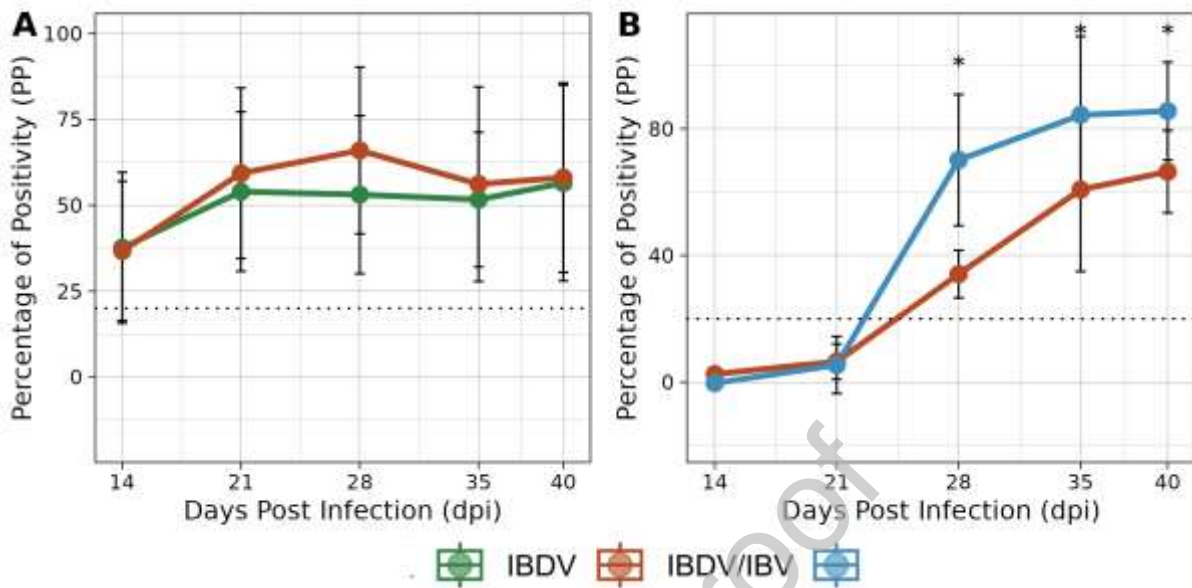 A
B
Percentage of Positivity (PP)
100
75
50
25
0
14 21 28 35 40
Days Post Infection (dpi)
Percentage of Positivity (PP)
80
40
0
* * *
14 21 28 35 40
Days Post Infection (dpi)
IBDV IBDV/IBV
oof